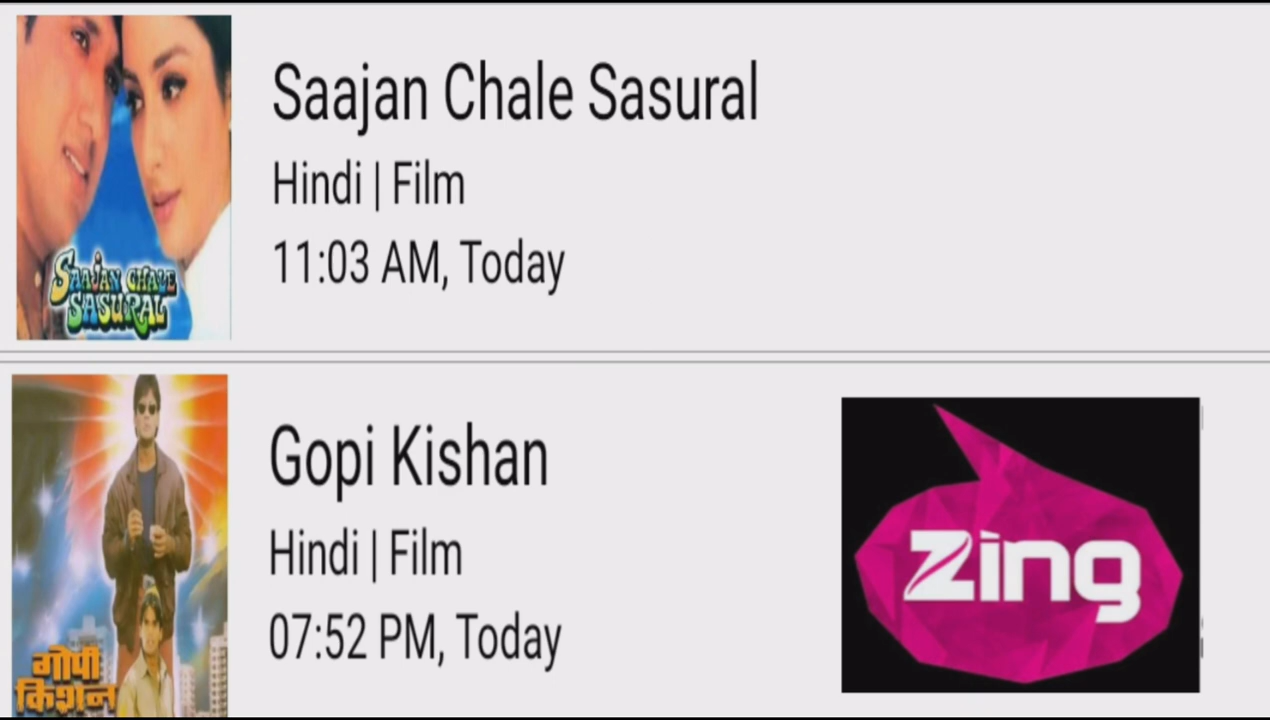 Saajan Chale Sasural
Hindi | Film
11:03 AM, Today
SAAJAN CHALE
SASURAL
Gopi Kishan
Hindi | Film
07:52 PM, Today
गोपी
किशन
Zing